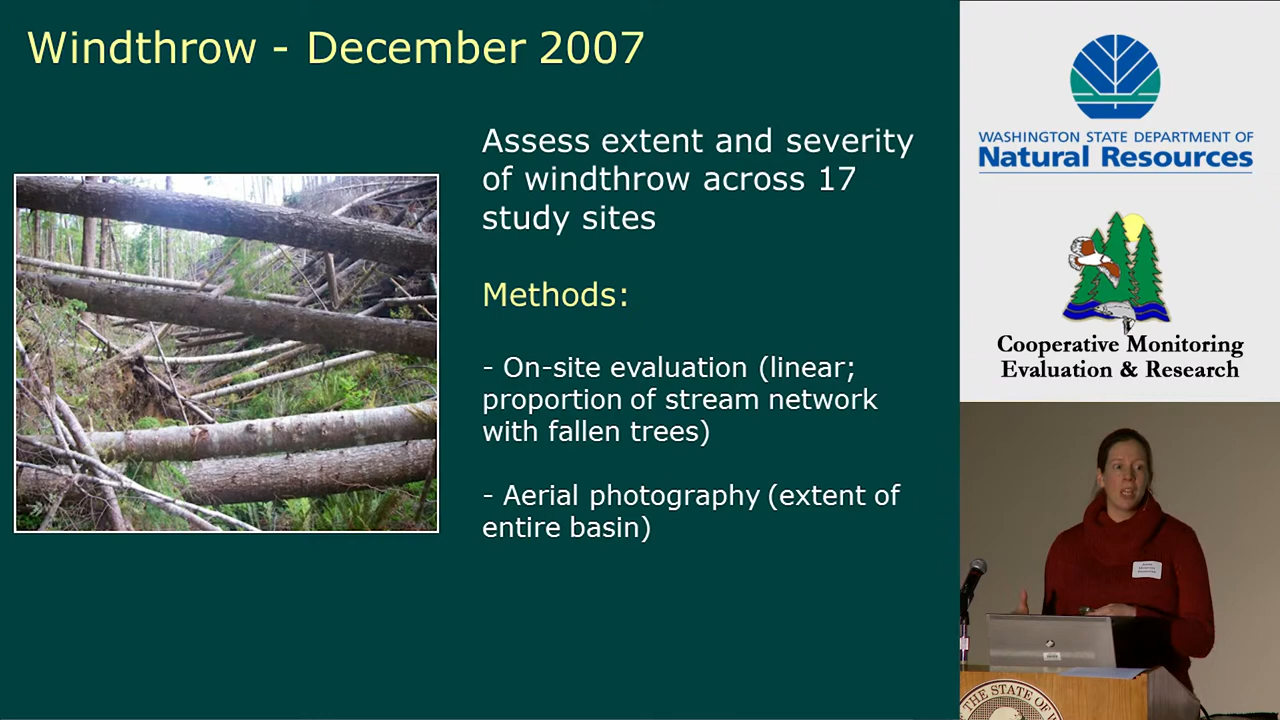 Windthrow - December 2007
Assess extent and severity
of windthrow across 17
study sites
Methods:
- On-site evaluation (linear;
proportion of stream network
with fallen trees)
- Aerial photography (extent of
entire basin)
WASHINGTON STATE DEPARTMENT OF
Natural Resources
Cooperative Monitoring
Evaluation & Research
THE STATE OF